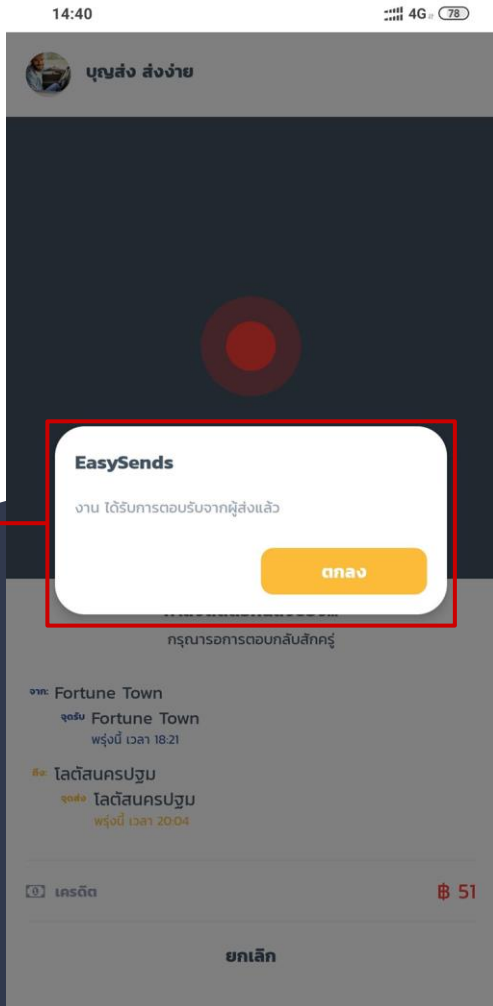 14:40
4G 78
บุญส่ง ส่งง่าย
EasySends
งาน ได้รับการตอบรับจากผู้ส่งแล้ว
ตกลง
กรุณารอการตอบกลับสักครู่
จาก: Fortune Town
จุดรับ Fortune Town
พรุ่งนี้ เวลา 18:21
ถึง: โลตัสนครปฐม
จุดส่ง โลตัสนครปฐม
พรุ่งนี้ เวลา 20:04
เครดิต ฿ 51
ยกเลิก